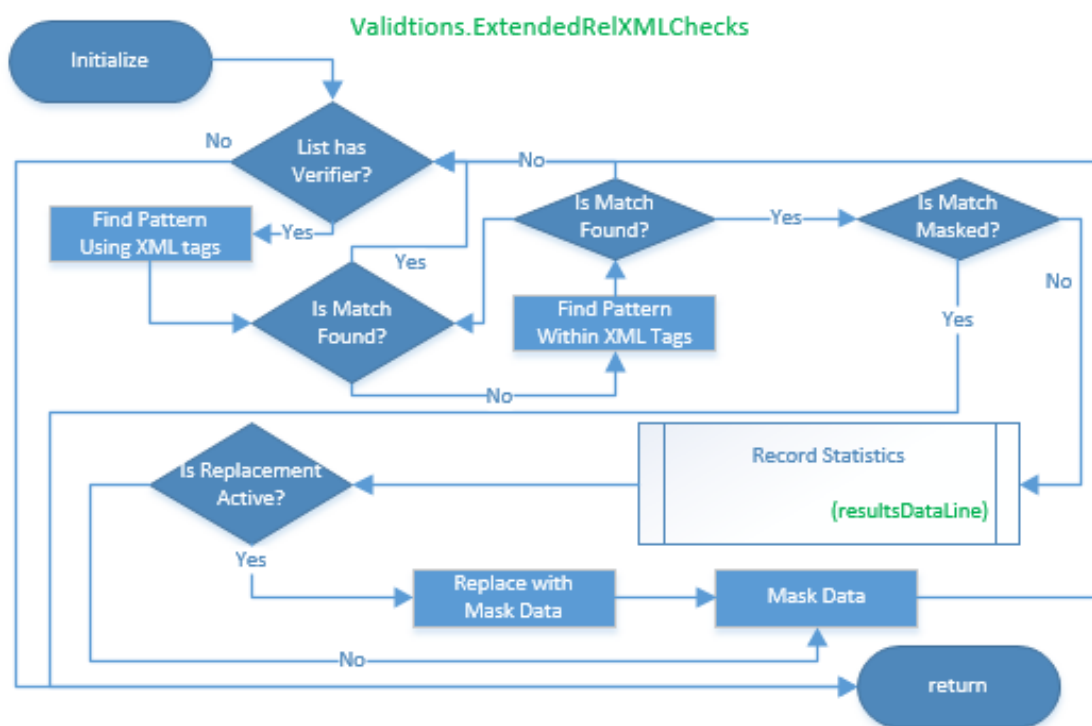 Validtions.ExtendedRelXMLChecks
Initialize
No
List has
Verifier?
No
No
Is Match
Found?
Yes
Is Match
Masked?
Find Pattern
Using XML tags
Yes
Yes
Is Match
Found?
Find Pattern
Within XML Tags
No
Yes
No
Is Replacement
Active?
Record Statistics
(resultsDataLine)
Yes
Replace with
Mask Data
Mask Data
No
return